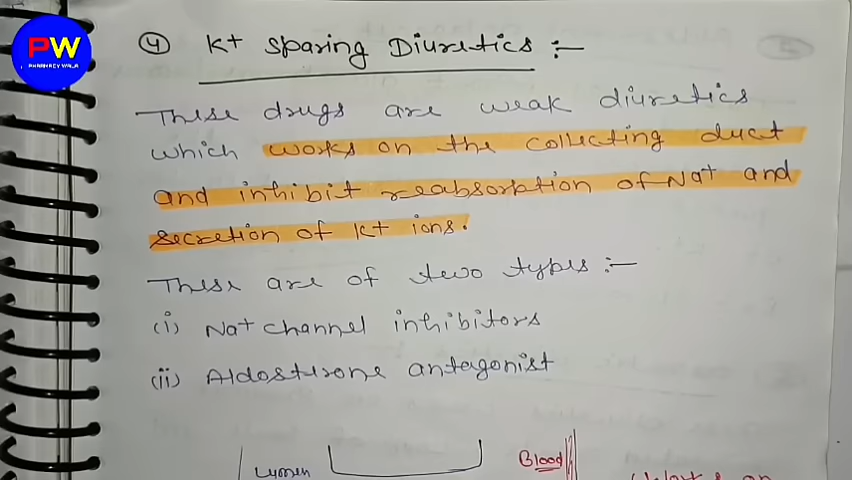 PW
PHARMACY WALA
④ K+ Sparing Diuretics :-
These drugs are weak diuretics
which works on the collecting duct
and inhibit reabsorption of Na+ and
secretion of K+ ions.
These are of two types :-
(i) Na+ channel inhibitors
(ii) Aldosterone antagonist
Lumen
Blood